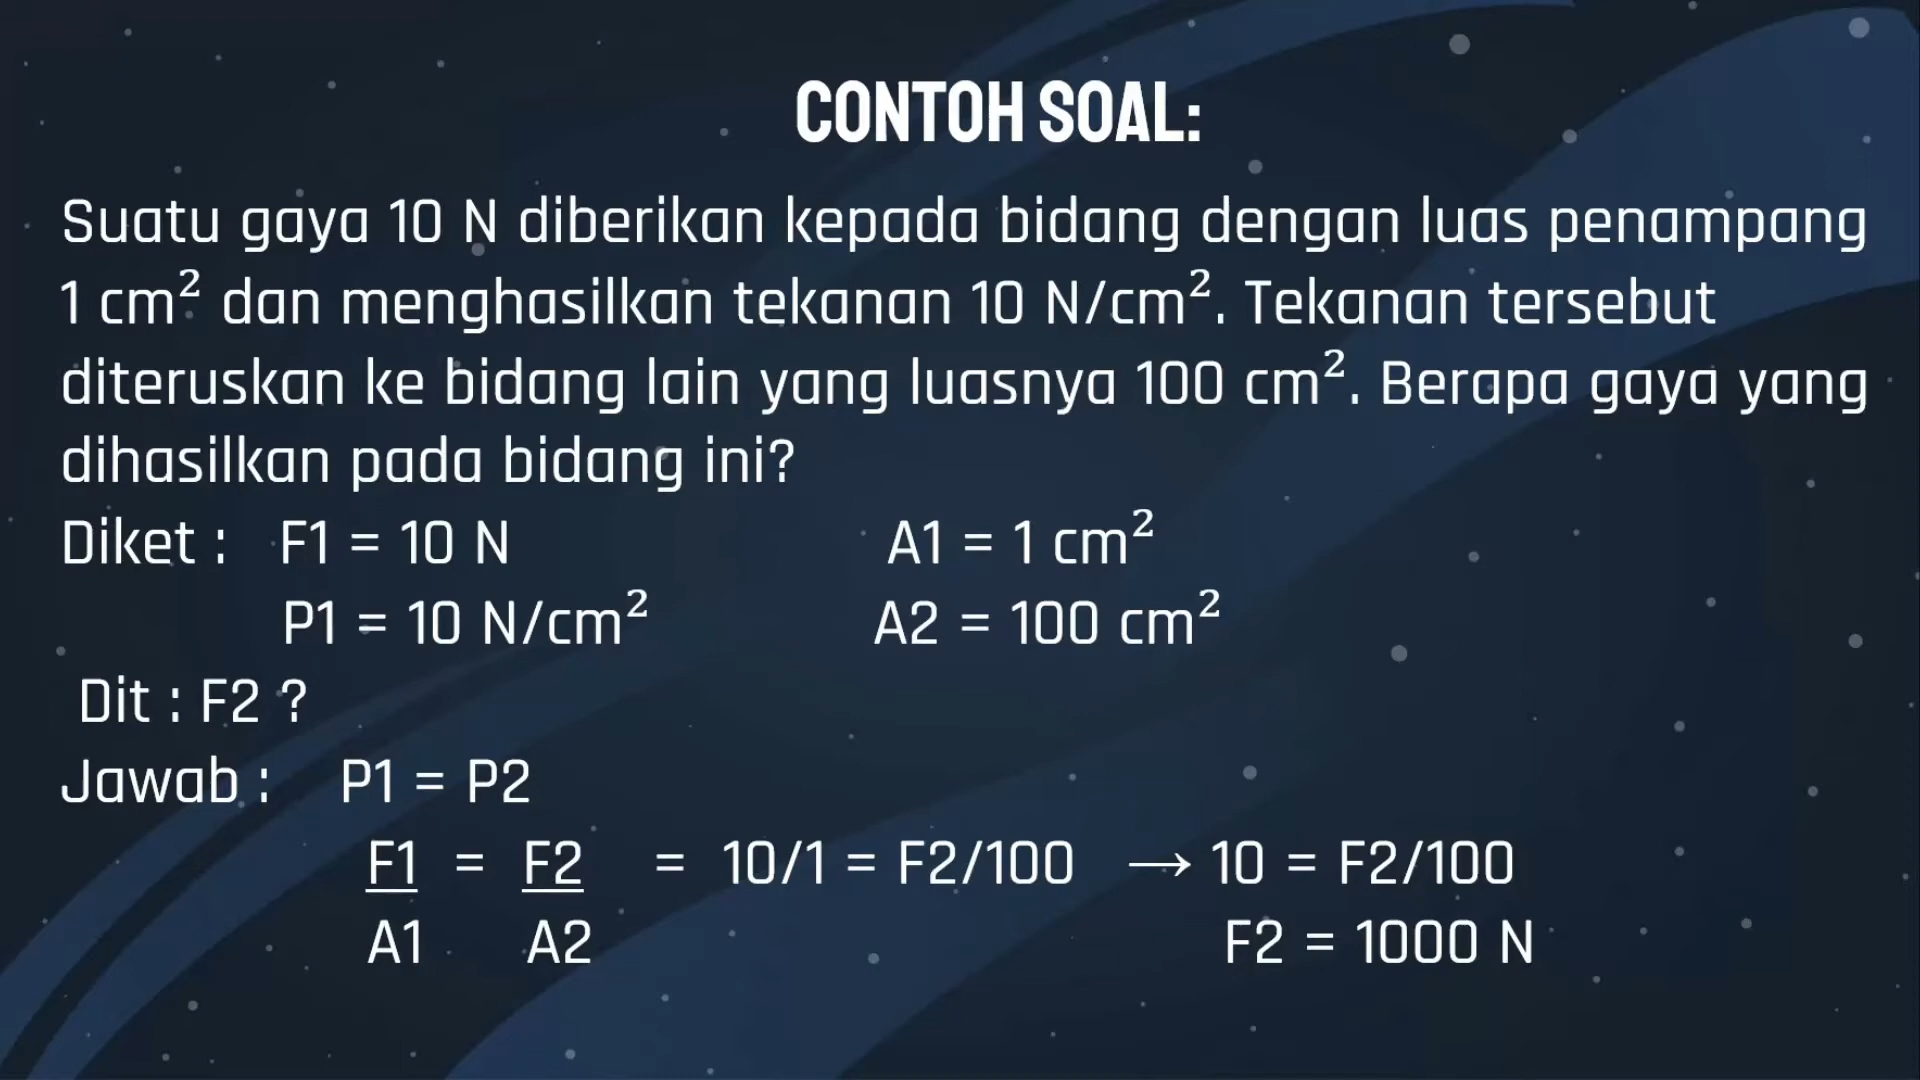 CONTOH SOAL:
Suatu gaya 10 N diberikan kepada bidang dengan luas penampang
1 cm² dan menghasilkan tekanan 10 N/cm². Tekanan tersebut
diteruskan ke bidang lain yang luasnya 100 cm². Berapa gaya yang
dihasilkan pada bidang ini?
Diket : F1 = 10 N A1 = 1 cm²
P1 = 10 N/cm² A2 = 100 cm²
Dit : F2 ?
Jawab : P1 = P2
F1 = F2 = 10/1 = F2/100 → 10 = F2/100
A1 A2 F2 = 1000 N